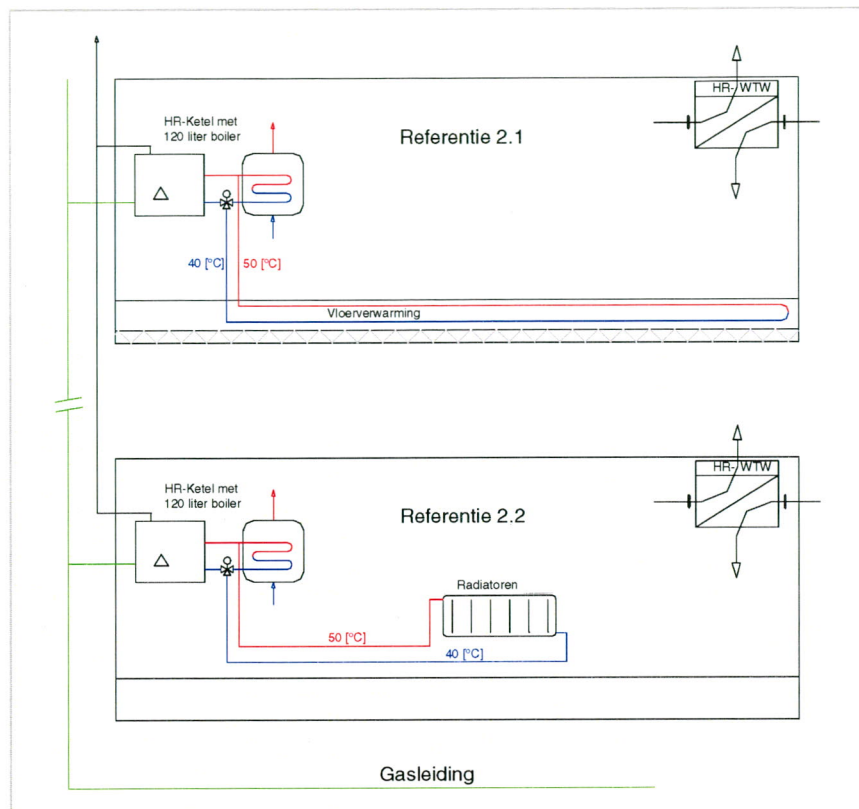 HR-WTW
HR-Ketel met
120 liter boiler
Referentie 2.1
40 [°C]
50 [°C]
Vloerverwarming
HR-WTW
HR-Ketel met
120 liter boiler
Referentie 2.2
Radiatoren
50 [°C]
40 [°C]
Gasleiding